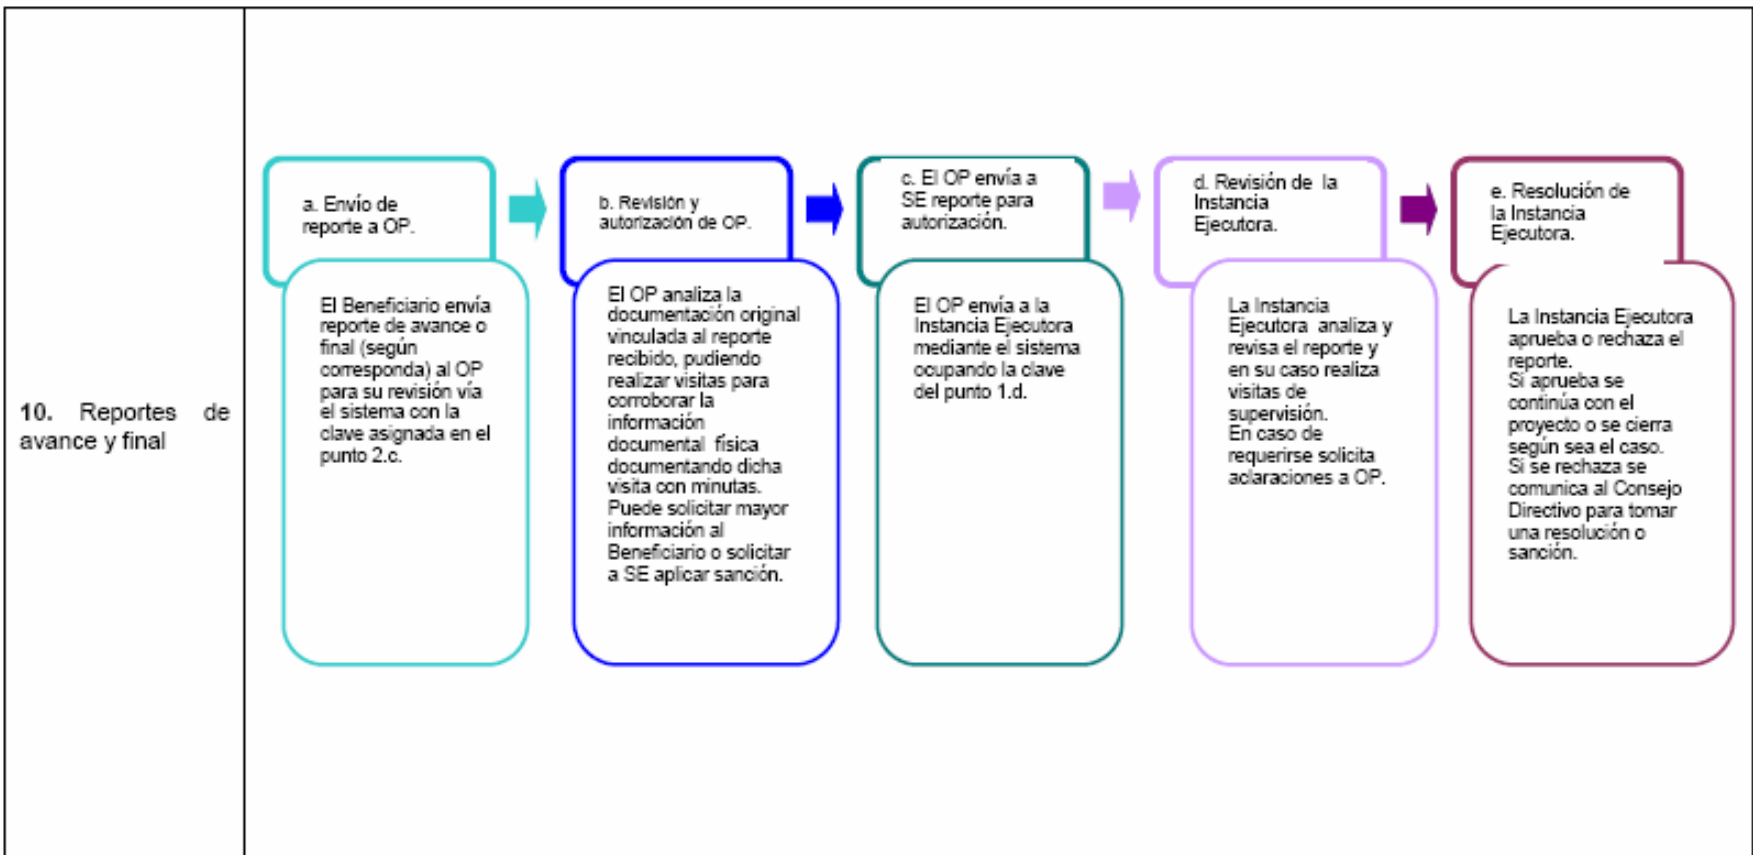 10. Reportes de
avance y final
a. Envío de
reporte a OP.
El Beneficiario envía
reporte de avance o
final (según
corresponda) al OP
para su revisión vía
el sistema con la
clave asignada en el
punto 2.c.
b. Revisión y
autorización de OP.
El OP analiza la
documentación original
vinculada al reporte
recibido, pudiendo
realizar visitas para
corroborar la
información
documental física
documentando dicha
visita con minutas.
Puede solicitar mayor
información al
Beneficiario o solicitar
a SE aplicar sanción.
c. El OP envía a
SE reporte para
autorización.
El OP envía a la
Instancia Ejecutora
mediante el sistema
ocupando la clave
del punto 1.d.
d. Revisión de la
Instancia
Ejecutora.
La Instancia
Ejecutora analiza y
revisa el reporte y
en su caso realiza
visitas de
supervisión.
En caso de
requerirse solicita
aclaraciones a OP.
e. Resolución de
la Instancia
Ejecutora.
La Instancia Ejecutora
aprueba o rechaza el
reporte.
Si aprueba se
continúa con el
proyecto o se cierra
según sea el caso.
Si se rechaza se
comunica al Consejo
Directivo para tomar
una resolución o
sanción.